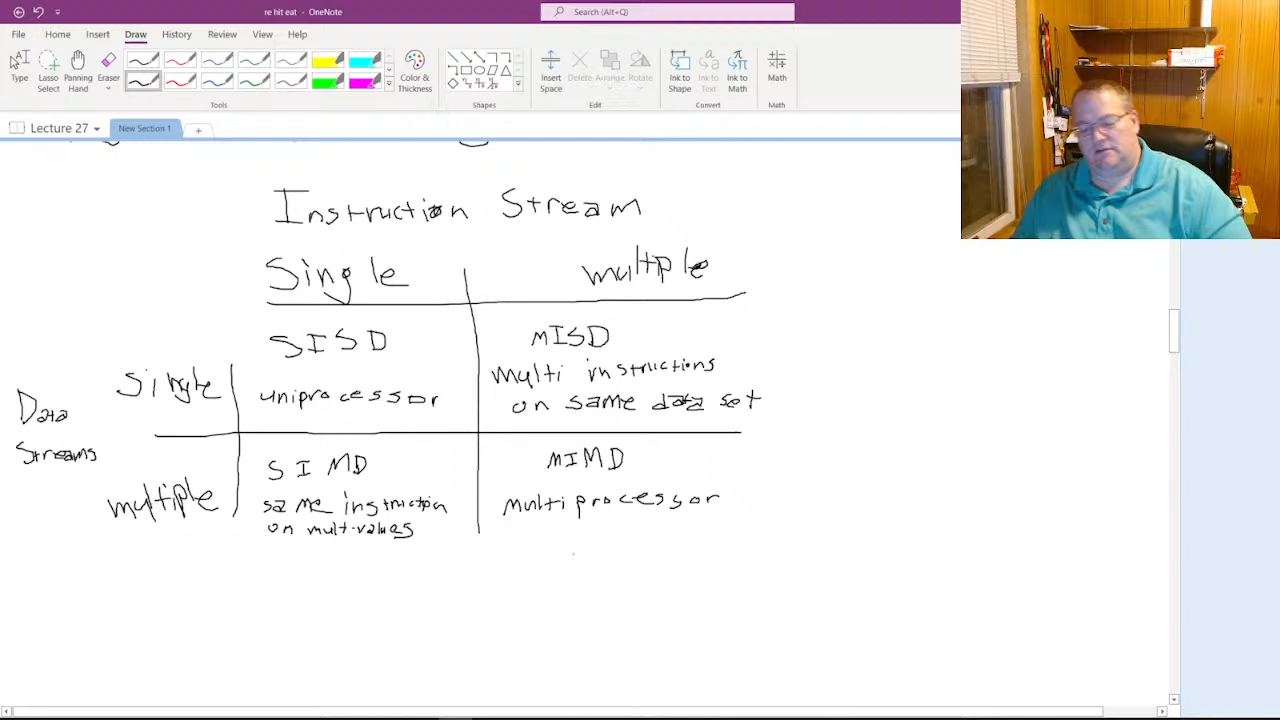 re hit eat - OneNote
Search (Alt+Q)
File Home Insert Draw History Review View Help
Type
Lasso Select
Panning Hand
Eraser
Color & Thickness
Insert Space
Delete
Arrange
Rotate
Ink to Shape
Ink to Text
Ink to Math
Math
Tools
Shapes
Edit
Convert
Math
Lecture 27
New Section 1
Instruction Stream
Single multiple
SISD MISD
Data Streams
single
uniprocessor
multi instructions
on same data set
SIMD MIMD
multiple
same instruction
on multi-values
multiprocessor